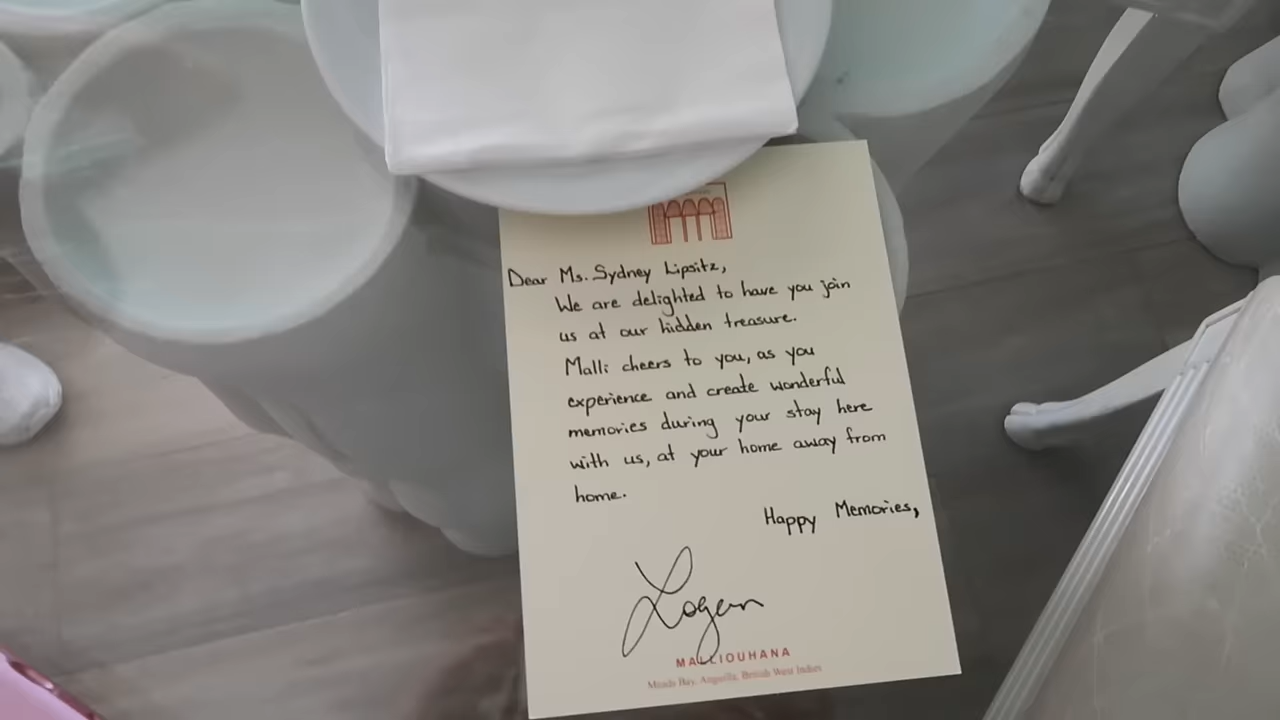 Dear Ms. Sydney Lipsitz,
We are delighted to have you join
us at our hidden treasure.
Malli cheers to you, as you
experience and create wonderful
memories during your stay here
with us, at your home away from
home.
Happy Memories,
Logan
MALLIOUHANA
Meads Bay, Anguilla, British West Indies